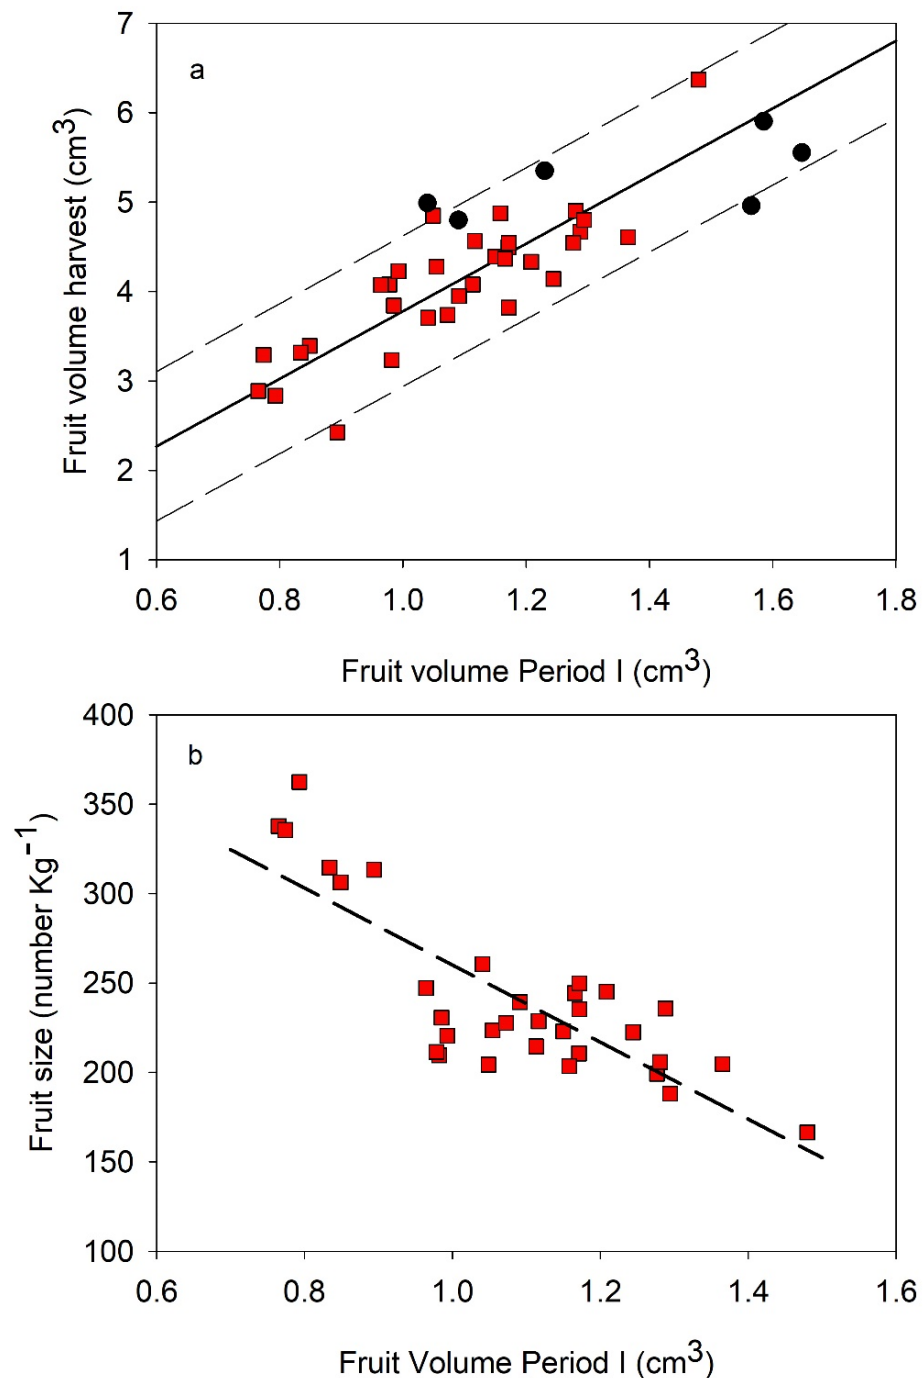 a
Fruit volume harvest (cm³)
7
6
5
4
3
2
1
0.6 0.8 1.0 1.2 1.4 1.6 1.8
Fruit volume Period I (cm³)
b
Fruit size (number Kg⁻¹)
400
350
300
250
200
150
100
0.6 0.8 1.0 1.2 1.4 1.6
Fruit Volume Period I (cm³)